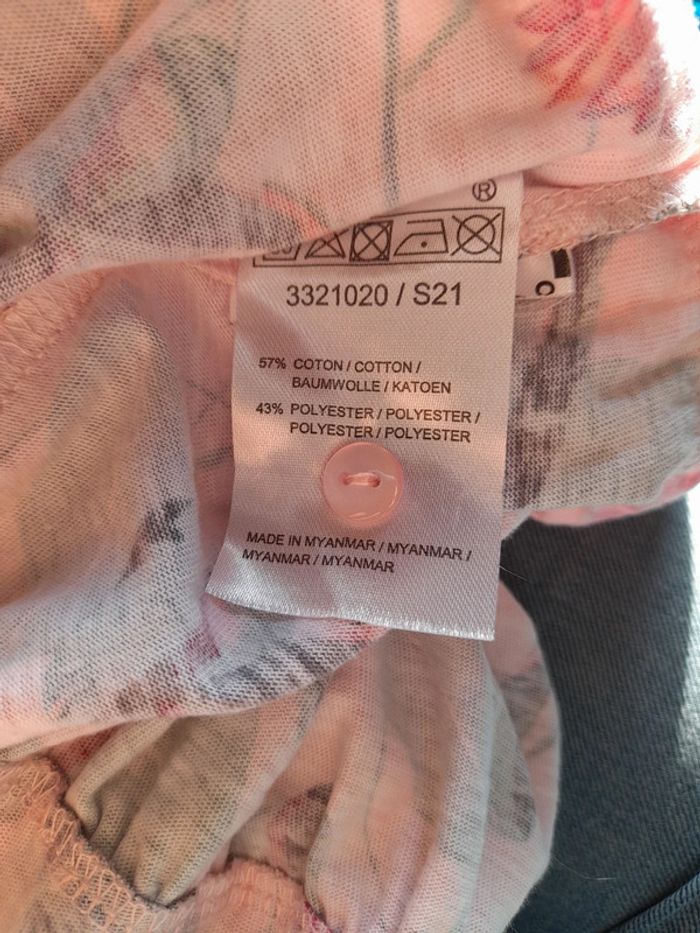 ®
3321020 / S21
57% COTON / COTTON /
BAUMWOLLE / KATOEN
43% POLYESTER / POLYESTER /
POLYESTER / POLYESTER
MADE IN MYANMAR / MYANMAR /
MYANMAR / MYANMAR